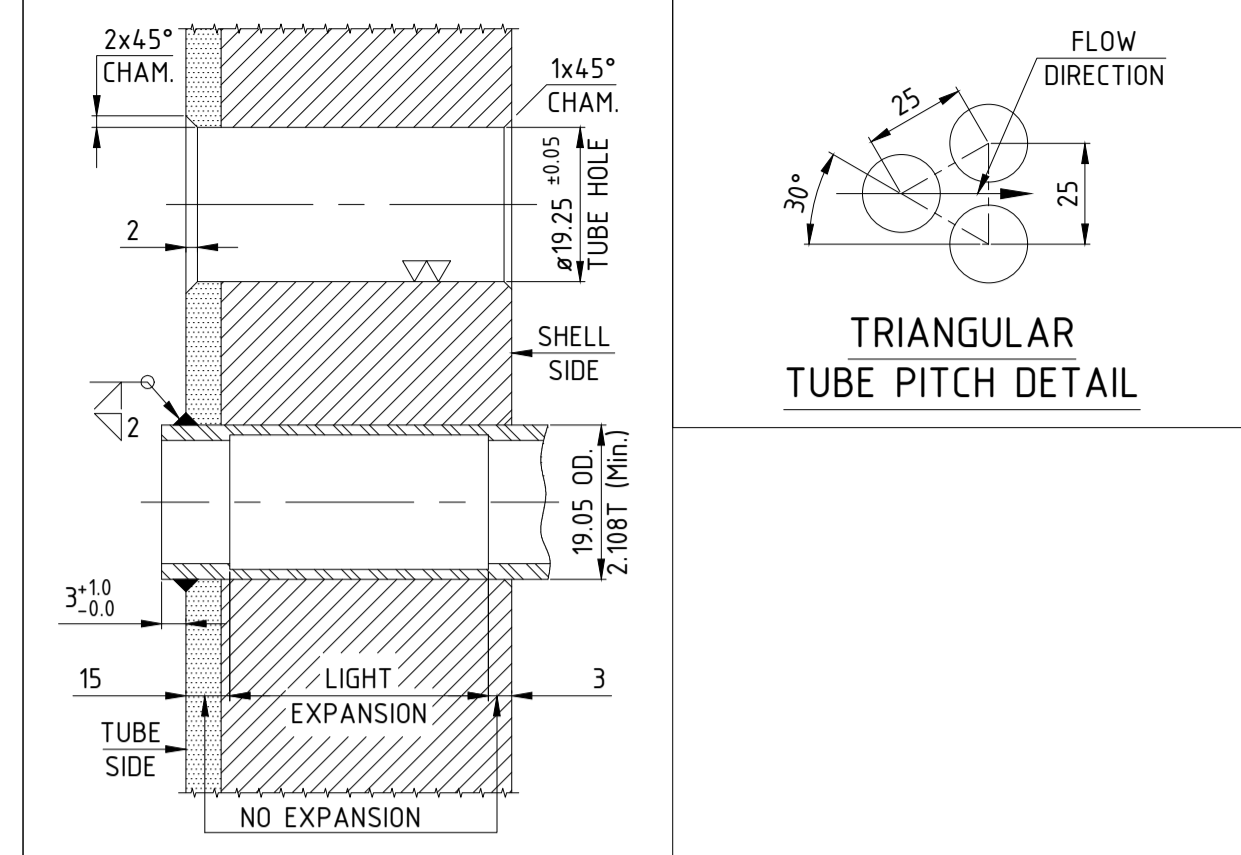 2x45°
CHAM.
1x45°
CHAM.
ø19.25 ±0.05
TUBE HOLE
2
SHELL
SIDE
2
19.05 OD.
2.108T (Min.)
3+1.0
-0.0
15
LIGHT
EXPANSION
3
TUBE
SIDE
NO EXPANSION
FLOW
DIRECTION
25
30°
25
TRIANGULAR
TUBE PITCH DETAIL